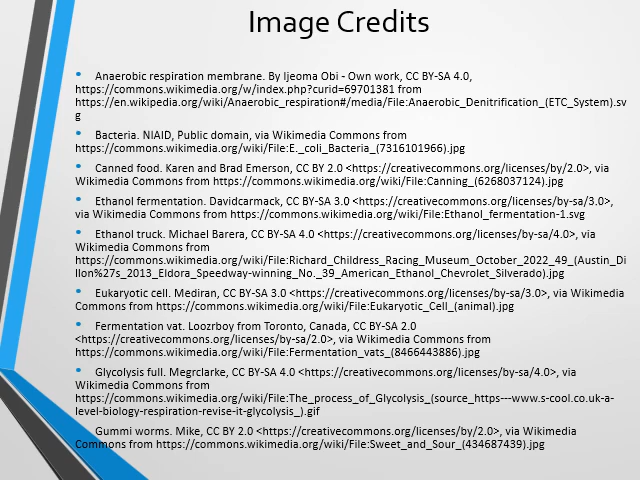 Image Credits
• Anaerobic respiration membrane. By Ijeoma Obi - Own work, CC BY-SA 4.0,
https://commons.wikimedia.org/w/index.php?curid=69701381 from
https://en.wikipedia.org/wiki/Anaerobic_respiration#/media/File:Anaerobic_Denitrification_(ETC_System).sv
g
• Bacteria. NIAID, Public domain, via Wikimedia Commons from
https://commons.wikimedia.org/wiki/File:E._coli_Bacteria_(7316101966).jpg
• Canned food. Karen and Brad Emerson, CC BY 2.0 <https://creativecommons.org/licenses/by/2.0>, via
Wikimedia Commons from https://commons.wikimedia.org/wiki/File:Canning_(6268037124).jpg
• Ethanol fermentation. Davidcarmack, CC BY-SA 3.0 <https://creativecommons.org/licenses/by-sa/3.0>,
via Wikimedia Commons from https://commons.wikimedia.org/wiki/File:Ethanol_fermentation-1.svg
• Ethanol truck. Michael Barera, CC BY-SA 4.0 <https://creativecommons.org/licenses/by-sa/4.0>, via
Wikimedia Commons from
https://commons.wikimedia.org/wiki/File:Richard_Childress_Racing_Museum_October_2022_49_(Austin_Di
llon%27s_2013_Eldora_Speedway-winning_No._39_American_Ethanol_Chevrolet_Silverado).jpg
• Eukaryotic cell. Mediran, CC BY-SA 3.0 <https://creativecommons.org/licenses/by-sa/3.0>, via Wikimedia
Commons from https://commons.wikimedia.org/wiki/File:Eukaryotic_Cell_(animal).jpg
• Fermentation vat. Loozrboy from Toronto, Canada, CC BY-SA 2.0
<https://creativecommons.org/licenses/by-sa/2.0>, via Wikimedia Commons from
https://commons.wikimedia.org/wiki/File:Fermentation_vats_(8466443886).jpg
• Glycolysis full. Megrclarke, CC BY-SA 4.0 <https://creativecommons.org/licenses/by-sa/4.0>, via
Wikimedia Commons from
https://commons.wikimedia.org/wiki/File:The_process_of_Glycolysis_(source_https---www.s-cool.co.uk-a-
level-biology-respiration-revise-it-glycolysis_).gif
Gummi worms. Mike, CC BY 2.0 <https://creativecommons.org/licenses/by/2.0>, via Wikimedia
Commons from https://commons.wikimedia.org/wiki/File:Sweet_and_Sour_(434687439).jpg